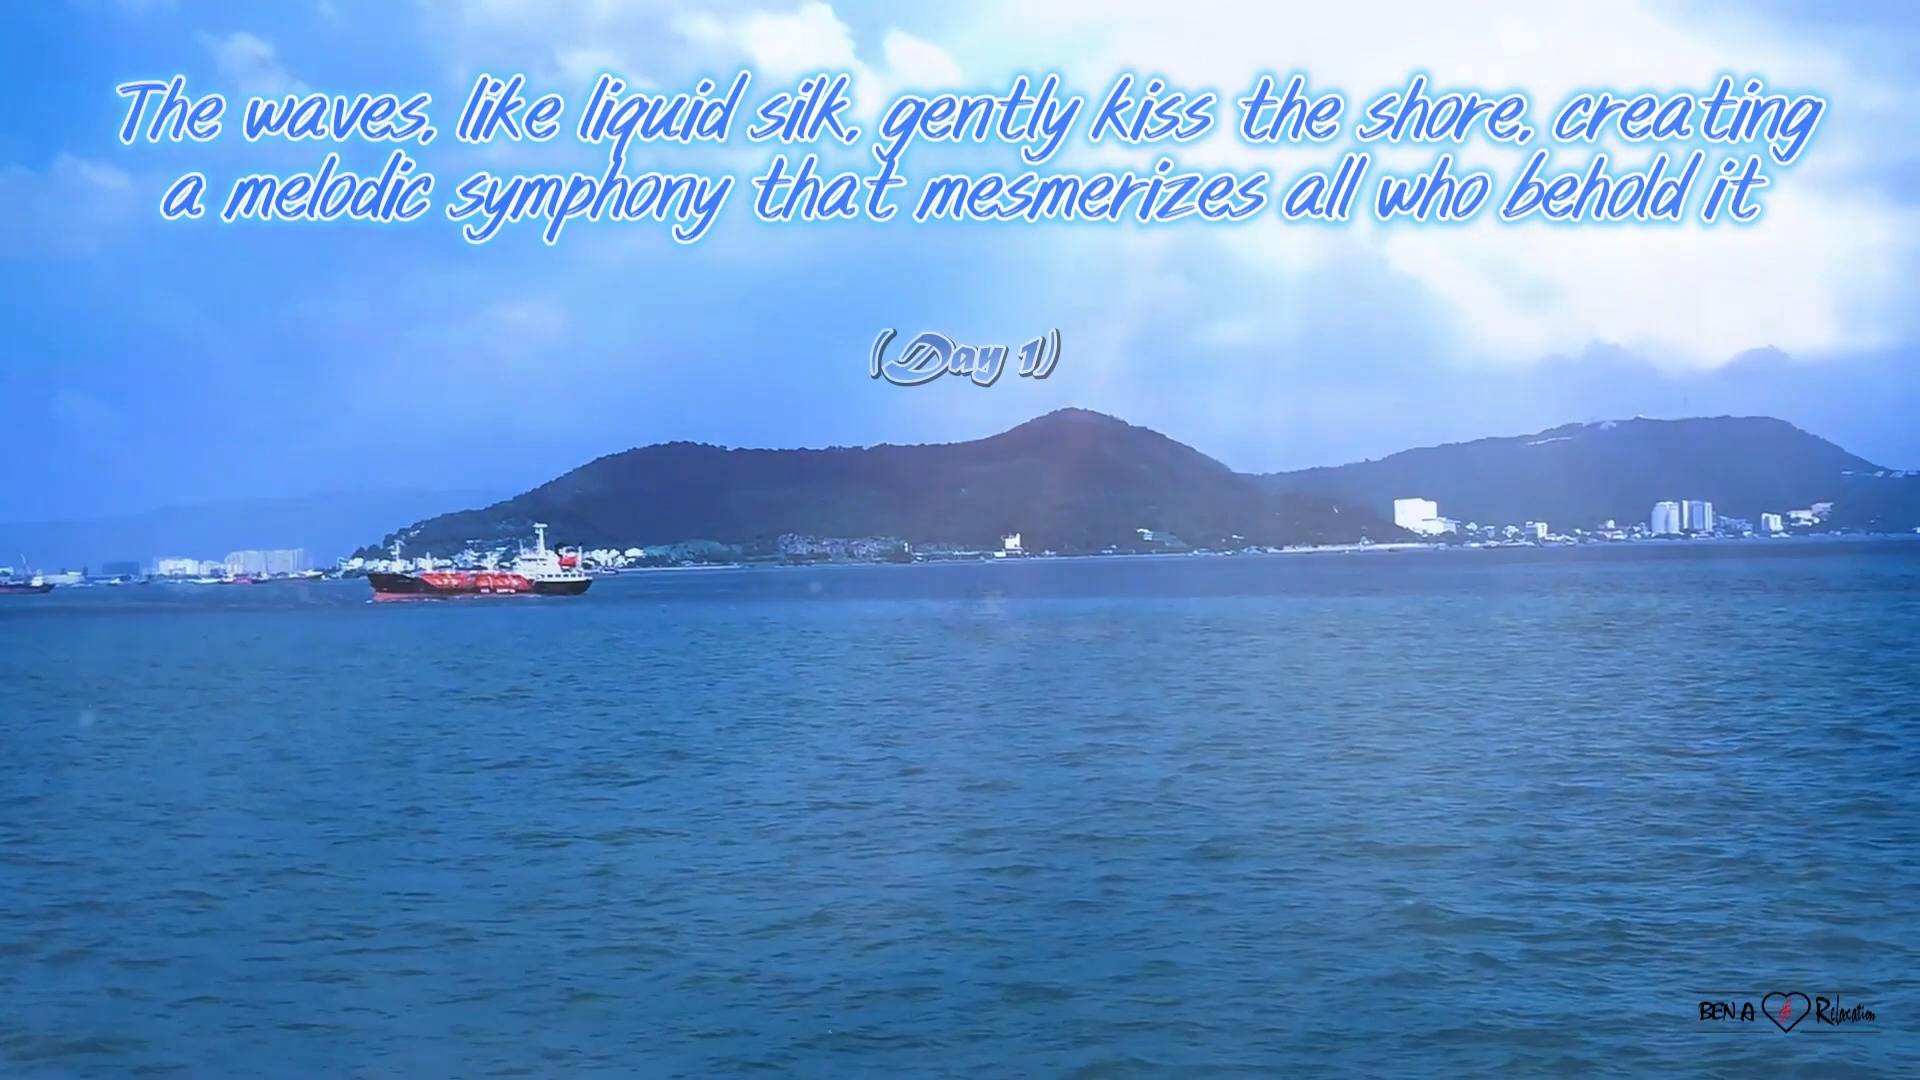 The waves, like liquid silk, gently kiss the shore, creating
a melodic symphony that mesmerizes all who behold it
(Day 1)
BEN A Relaxation